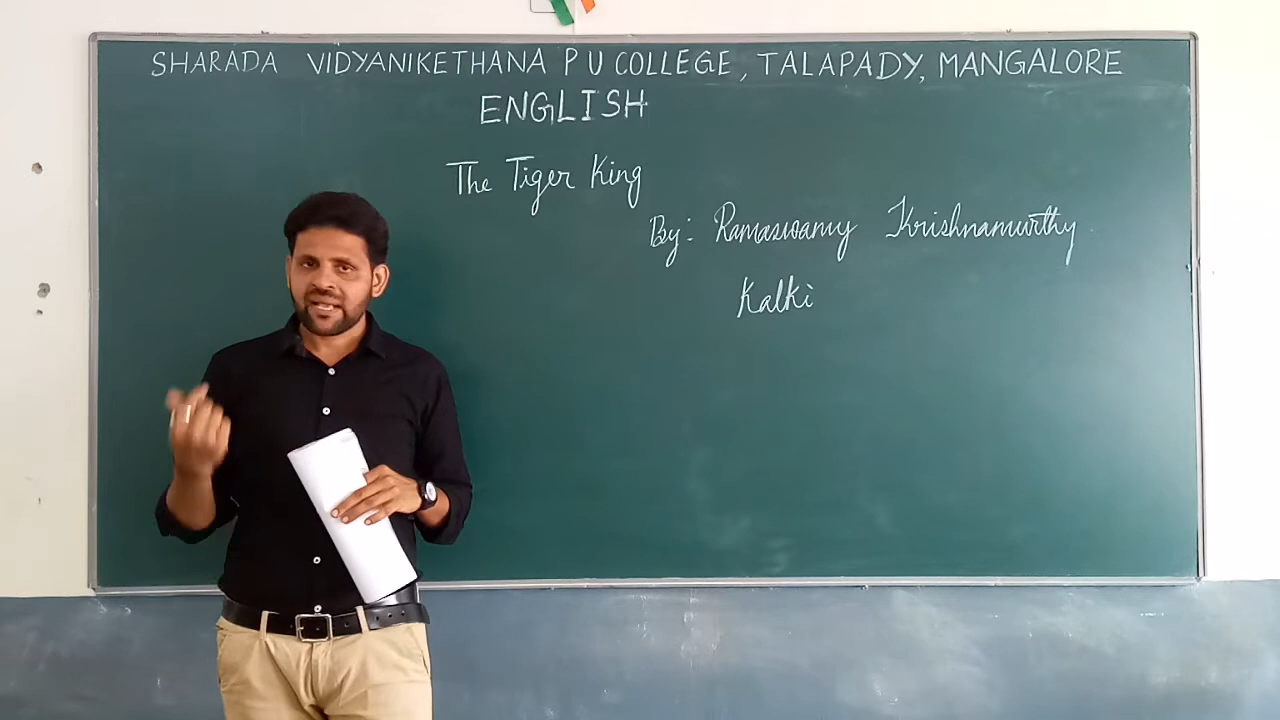 SHARADA VIDYANIKETHANA P U COLLEGE, TALAPADY, MANGALORE
ENGLISH
The Tiger King
By: Ramaswamy Krishnamurthy
Kalki